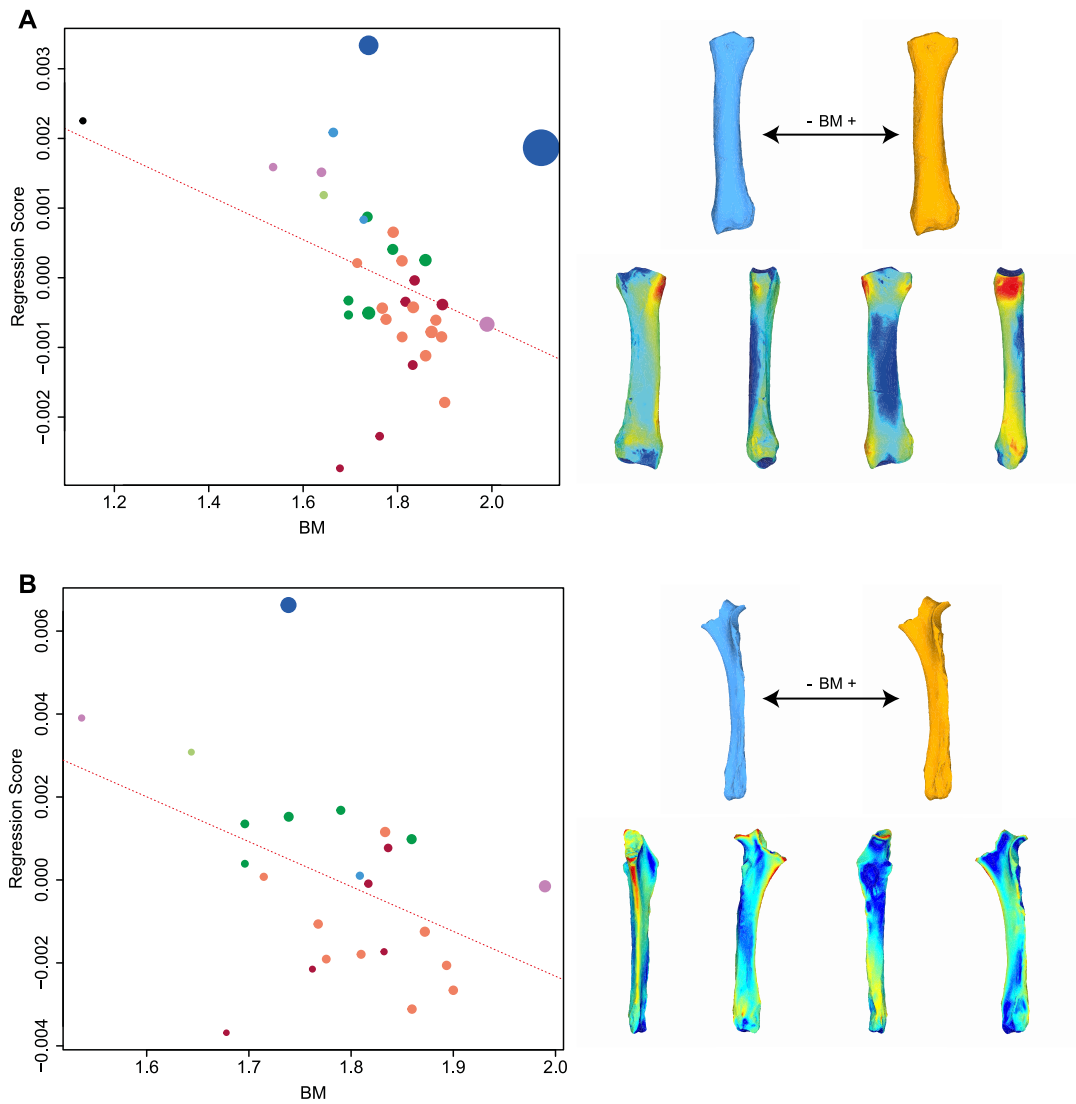 A
Regression Score
0.003
0.002
0.001
0.000
−0.001
−0.002
1.2 1.4 1.6 1.8 2.0
BM
- BM +
B
Regression Score
0.006
0.004
0.002
0.000
−0.002
−0.004
1.6 1.7 1.8 1.9 2.0
BM
- BM +